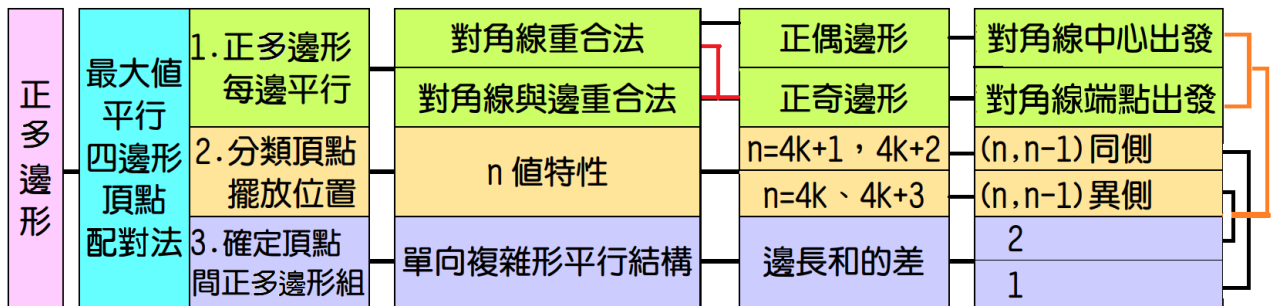 正多邊形
最大值
平行
四邊形
頂點
配對法
1.正多邊形
每邊平行
對角線重合法
正偶邊形
對角線中心出發
對角線與邊重合法
正奇邊形
對角線端點出發
2.分類頂點
擺放位置
n 值特性
n=4k+1,4k+2
(n,n-1)同側
n=4k、4k+3
(n,n-1)異側
3.確定頂點
間正多邊形組
單向複雜形平行結構
邊長和的差
2
1